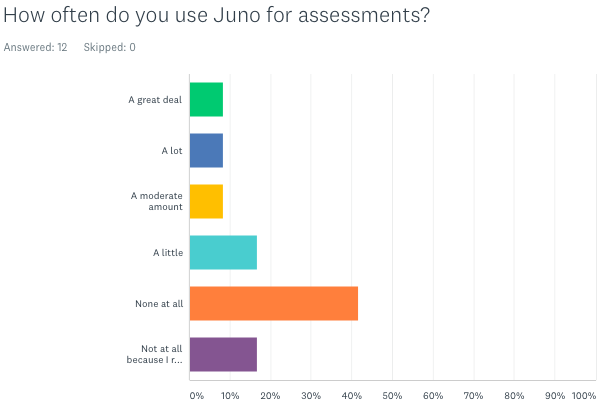 How often do you use Juno for assessments?
Answered: 12 Skipped: 0
A great deal
A lot
A moderate
amount
A little
None at all
Not at all
because I r...
0% 10% 20% 30% 40% 50% 60% 70% 80% 90% 100%